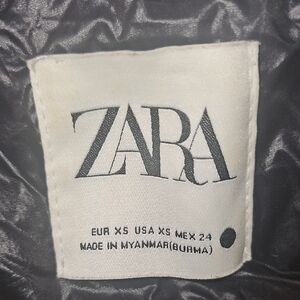 ZARA
EUR XS USA XS MEX 24
MADE IN MYANMAR(BURMA)